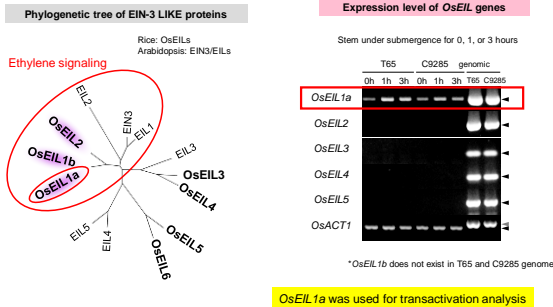 Phylogenetic tree of EIN-3 LIKE proteins
Rice: OsEILs
Arabidopsis: EIN3/EILs
Ethylene signaling
EIL2
EIN3
EIL1
OsEIL2
OsEIL1b
OsEIL1a
EIL3
OsEIL3
OsEIL4
EIL5
EIL4
OsEIL5
OsEIL6
Expression level of OsEIL genes
Stem under submergence for 0, 1, or 3 hours
T65 C9285 genomic
0h 1h 3h 0h 1h 3h T65 C9285
OsEIL1a
OsEIL2
OsEIL3
OsEIL4
OsEIL5
OsACT1
*OsEIL1b does not exist in T65 and C9285 genome
OsEIL1a was used for transactivation analysis